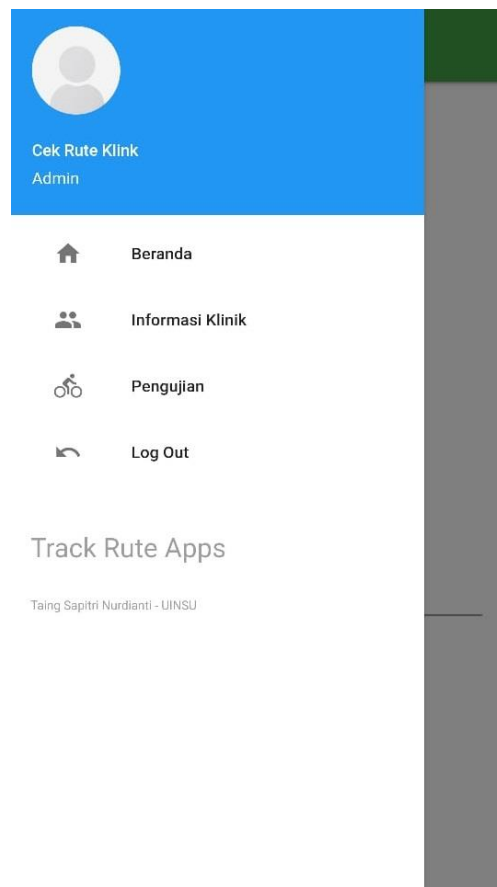 Cek Rute Klink
Admin
Beranda
Informasi Klinik
Pengujian
Log Out
Track Rute Apps
Taing Sapitri Nurdianti - UINSU